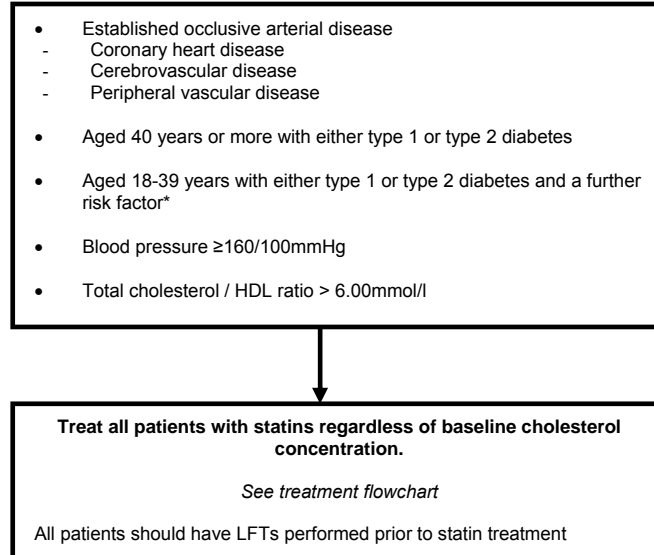 • Established occlusive arterial disease
- Coronary heart disease
- Cerebrovascular disease
- Peripheral vascular disease
• Aged 40 years or more with either type 1 or type 2 diabetes
• Aged 18-39 years with either type 1 or type 2 diabetes and a further
risk factor*
• Blood pressure ≥160/100mmHg
• Total cholesterol / HDL ratio > 6.00mmol/l
Treat all patients with statins regardless of baseline cholesterol
concentration.
See treatment flowchart
All patients should have LFTs performed prior to statin treatment